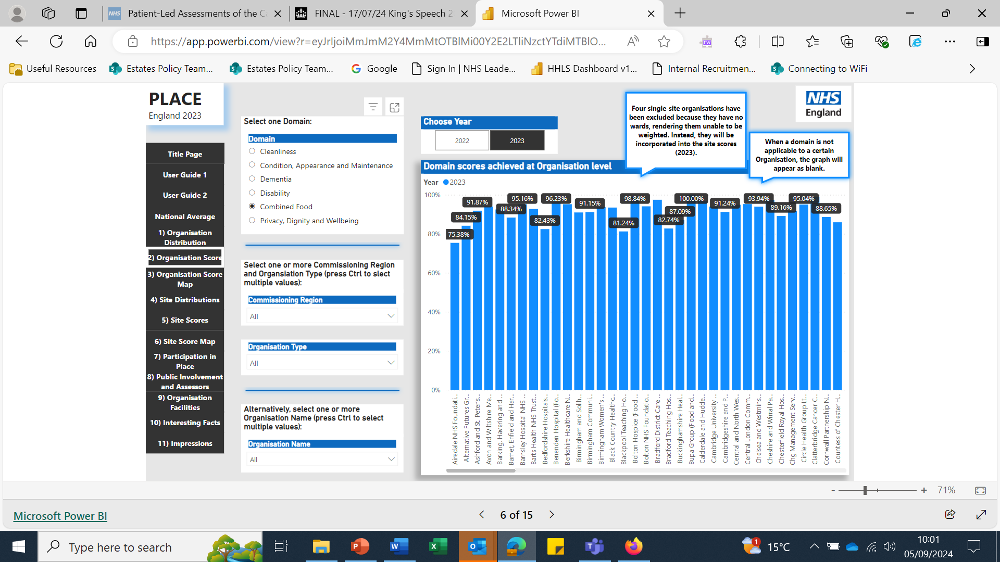 Patient-Led Assessments of the C
FINAL - 17/07/24 King's Speech 2
Microsoft Power BI
https://app.powerbi.com/view?r=eyJrIjoiMmJmM2Y4MmMtOTBlMi00Y2E2LTliNzctYTdiMTBlO...
Useful Resources
Estates Policy Team...
Estates Policy Team...
Google
Sign In | NHS Leade...
HHLS Dashboard v1...
Internal Recruitmen...
Connecting to WiFi
PLACE
England 2023
Title Page
User Guide 1
User Guide 2
National Average
1) Organisation
Distribution
2) Organisation Score
3) Organisation Score
Map
4) Site Distributions
5) Site Scores
6) Site Score Map
7) Participation in
Place
8) Public Involvement
and Assessors
9) Organisation
Facilities
10) Interesting Facts
11) Impressions
Select one Domain:
Domain
Cleanliness
Condition, Appearance and Maintenance
Dementia
Disability
Combined Food
Privacy, Dignity and Wellbeing
Select one or more Commissioning Region
and Organsiation Type (press Ctrl to slect
multiple values):
Commissioning Region
All
Organisation Type
All
Alternatively, select one or more
Organisation Name (press Ctrl to select
multiple values):
Organisation Name
All
Choose Year
2022
2023
Four single-site organisations have
been excluded because they have no
wards, rendering them unable to be
weighted. Instead, they will be
incorporated into the site scores
(2023).
NHS
England
When a domain is not
applicable to a certain
Organisation, the graph will
appear as blank.
Domain scores achieved at Organisation level
Year 2023
100%
80%
60%
40%
20%
0%
75.38%
84.15%
91.87%
88.34%
95.16%
82.43%
96.23%
91.15%
81.24%
98.84%
82.74%
87.09%
100.00%
91.24%
93.94%
89.16%
95.04%
88.65%
Airedale NHS Foundati...
Alternative Futures Gr...
Ashford and St. Peter's...
Avon and Wiltshire Me...
Barking, Havering and ...
Barnet, Enfield and Har...
Barnsley Hospital NHS ...
Barts Health NHS Trust...
Bedfordshire Hospitals...
Benenden Hospital (Fo...
Berkshire Healthcare N...
Birmingham and Solih...
Birmingham Communi...
Birmingham Women's ...
Black Country Healthc...
Blackpool Teaching Ho...
Bolton Hospice (Food ...
Bolton NHS Foundatio...
Bradford District Care ...
Bradford Teaching Hos...
Buckinghamshire Heal...
Bupa Group (Food and...
Calderdale and Hudde...
Cambridge University ...
Cambridgeshire and P...
Central and North Wes...
Central London Comm...
Chelsea and Westmins...
Cheshire and Wirral Pa...
Chesterfield Royal Hos...
Chg Management Serv...
Circle Health Group Lt...
Clatterbridge Cancer C...
Cornwall Partnership N...
Countess of Chester H...
- + 71%
Microsoft Power BI
6 of 15
Type here to search
1
15°C
10:01
05/09/2024